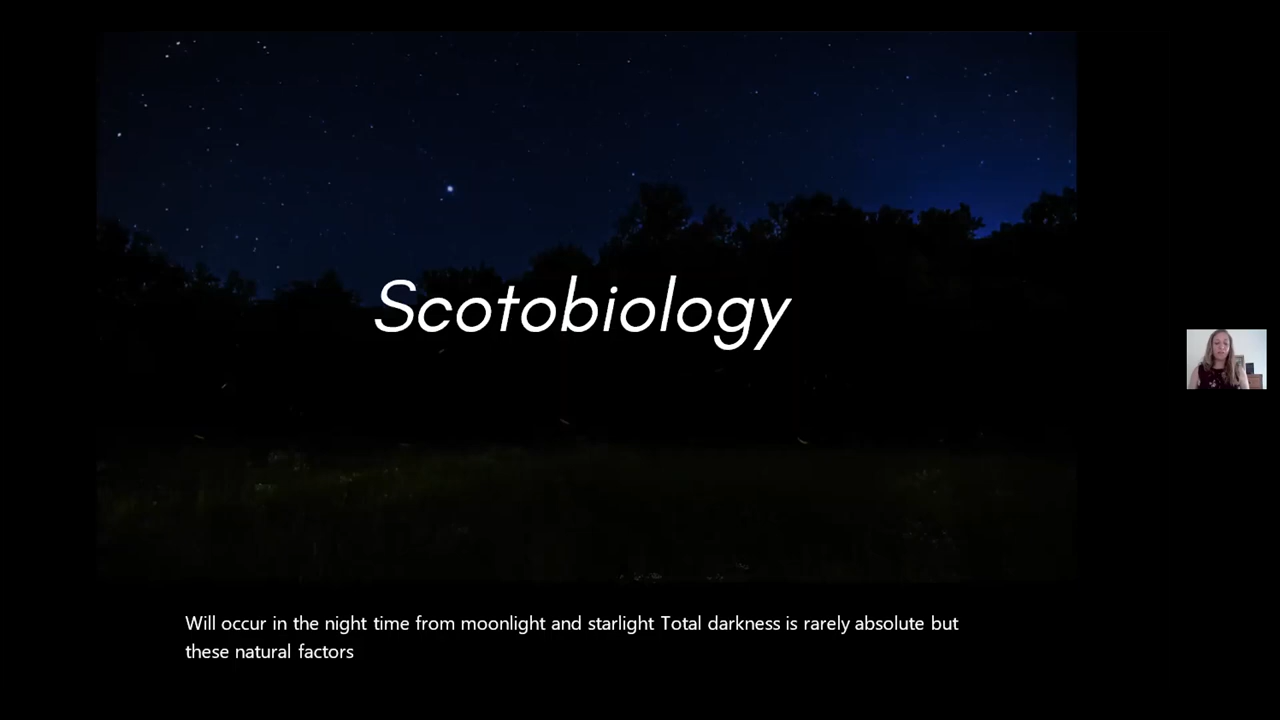 Scotobiology
Will occur in the night time from moonlight and starlight Total darkness is rarely absolute but
these natural factors